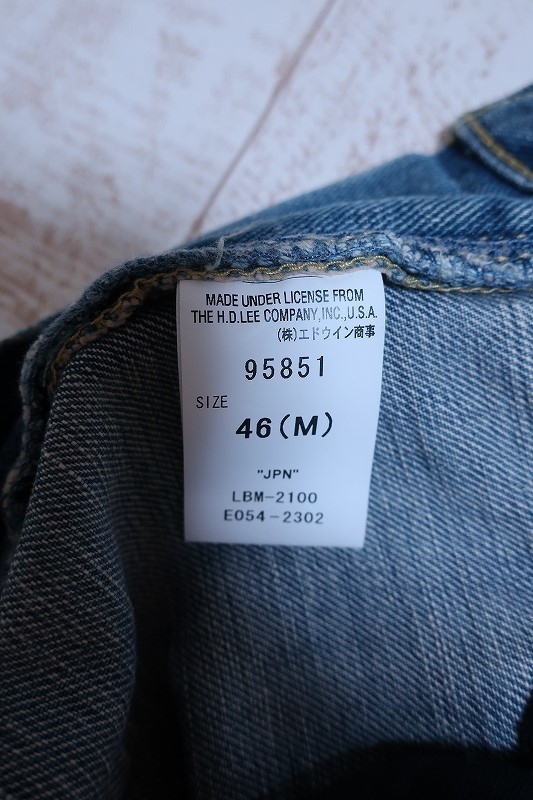 MADE UNDER LICENSE FROM
THE H.D.LEE COMPANY,INC.,U.S.A.
(株)エドウイン商事
95851
SIZE
46(M)
"JPN"
LBM-2100
E054-2302